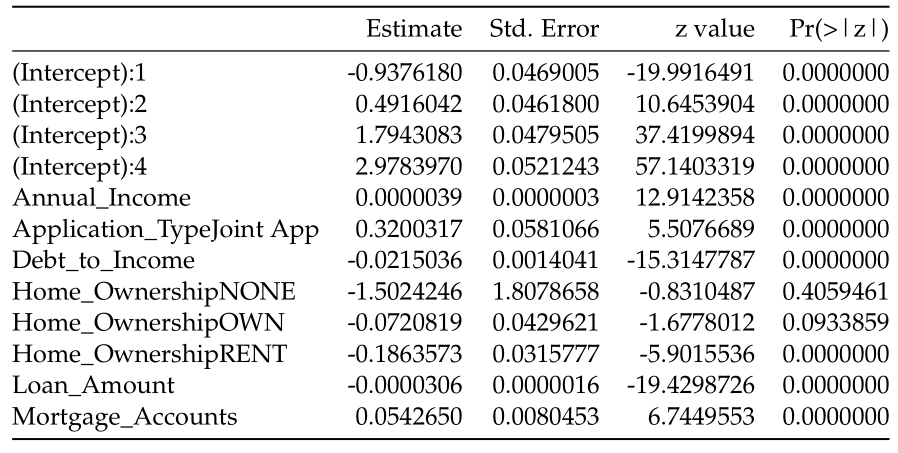 Estimate Std. Error z value Pr(>|z|)
(Intercept):1 -0.9376180 0.0469005 -19.9916491 0.0000000
(Intercept):2 0.4916042 0.0461800 10.6453904 0.0000000
(Intercept):3 1.7943083 0.0479505 37.4199894 0.0000000
(Intercept):4 2.9783970 0.0521243 57.1403319 0.0000000
Annual_Income 0.0000039 0.0000003 12.9142358 0.0000000
Application_TypeJoint App 0.3200317 0.0581066 5.5076689 0.0000000
Debt_to_Income -0.0215036 0.0014041 -15.3147787 0.0000000
Home_OwnershipNONE -1.5024246 1.8078658 -0.8310487 0.4059461
Home_OwnershipOWN -0.0720819 0.0429621 -1.6778012 0.0933859
Home_OwnershipRENT -0.1863573 0.0315777 -5.9015536 0.0000000
Loan_Amount -0.0000306 0.0000016 -19.4298726 0.0000000
Mortgage_Accounts 0.0542650 0.0080453 6.7449553 0.0000000